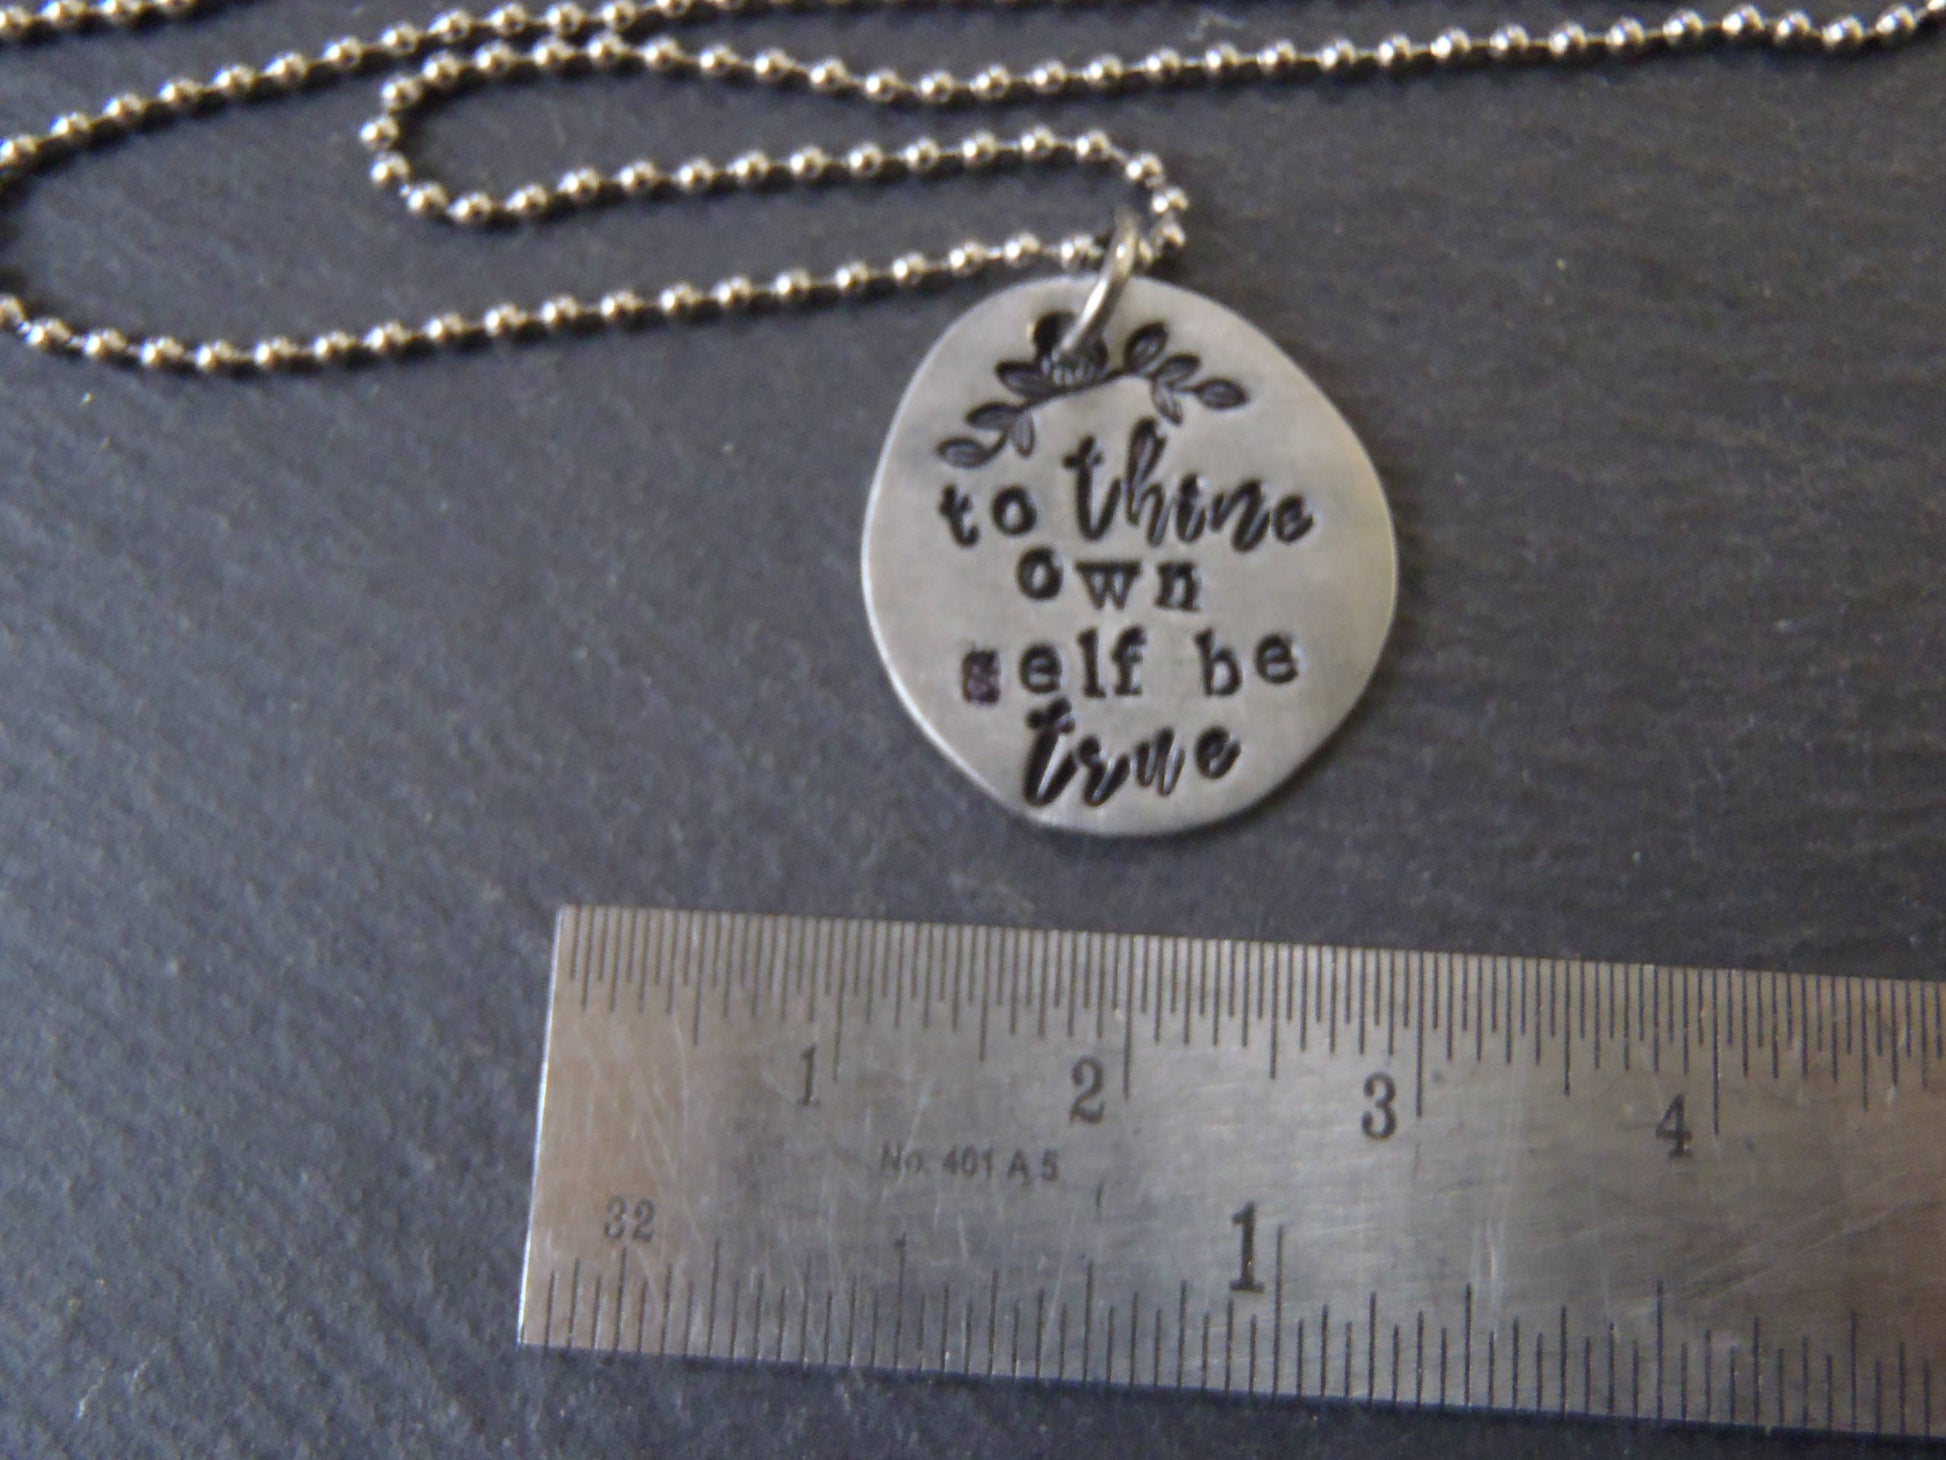 to thine
own
self be
true
1 2 3 4
No. 401 A 5
32 1